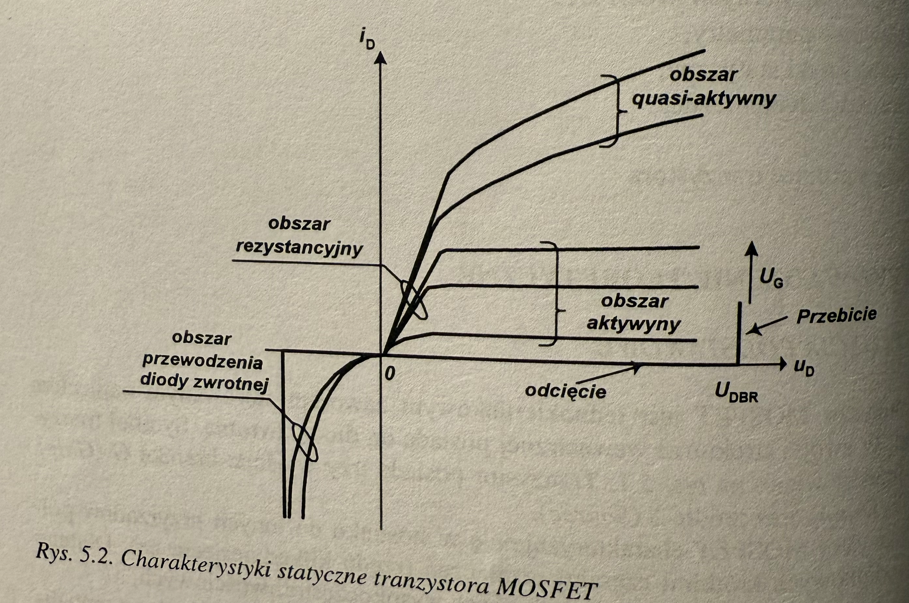 i_D
obszar
quasi-aktywny
obszar
rezystancyjny
U_G
obszar
aktywyny
Przebicie
obszar
przewodzenia
diody zwrotnej
0
odcięcie
u_D
U_DBR
Rys. 5.2. Charakterystyki statyczne tranzystora MOSFET